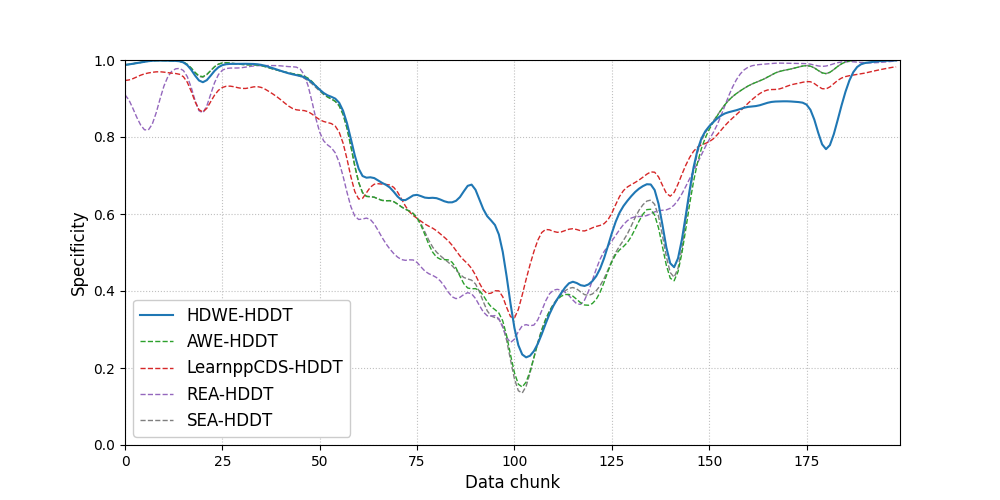 1.0
0.8
0.6
0.4
0.2
0.0
Specificity
HDWE-HDDT
AWE-HDDT
LearnppCDS-HDDT
REA-HDDT
SEA-HDDT
0 25 50 75 100 125 150 175
Data chunk